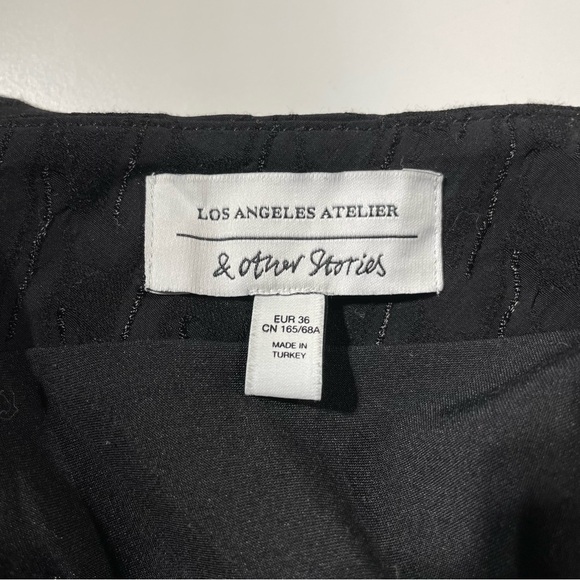 LOS ANGELES ATELIER
& other Stories
EUR 36
CN 165/68A
MADE IN
TURKEY